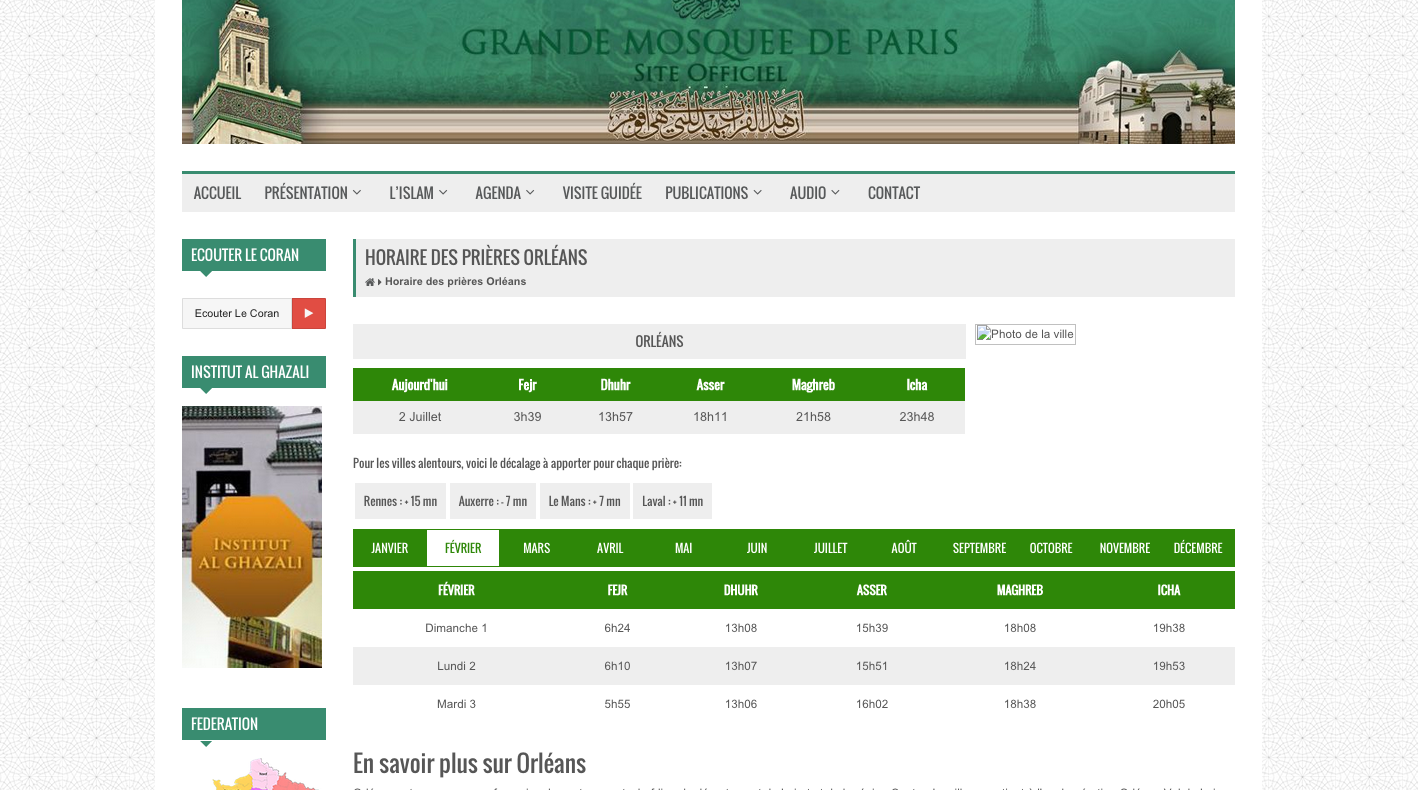 GRANDE MOSQUEE DE PARIS
SITE OFFICIEL
ACCUEIL PRÉSENTATION L'ISLAM AGENDA VISITE GUIDÉE PUBLICATIONS AUDIO CONTACT
ECOUTER LE CORAN
Ecouter Le Coran
INSTITUT AL GHAZALI
INSTITUT
AL GHAZALI
FEDERATION
HORAIRE DES PRIÈRES ORLÉANS
Horaire des prières Orléans
ORLÉANS
Photo de la ville
Aujourd'hui Fejr Dhuhr Asser Maghreb Icha
2 Juillet 3h39 13h57 18h11 21h58 23h48
Pour les villes alentours, voici le décalage à apporter pour chaque prière:
Rennes : + 15 mn Auxerre : - 7 mn Le Mans : + 7 mn Laval : + 11 mn
JANVIER FÉVRIER MARS AVRIL MAI JUIN JUILLET AOÛT SEPTEMBRE OCTOBRE NOVEMBRE DÉCEMBRE
FÉVRIER FEJR DHUHR ASSER MAGHREB ICHA
Dimanche 1 6h24 13h08 15h39 18h08 19h38
Lundi 2 6h10 13h07 15h51 18h24 19h53
Mardi 3 5h55 13h06 16h02 18h38 20h05
En savoir plus sur Orléans